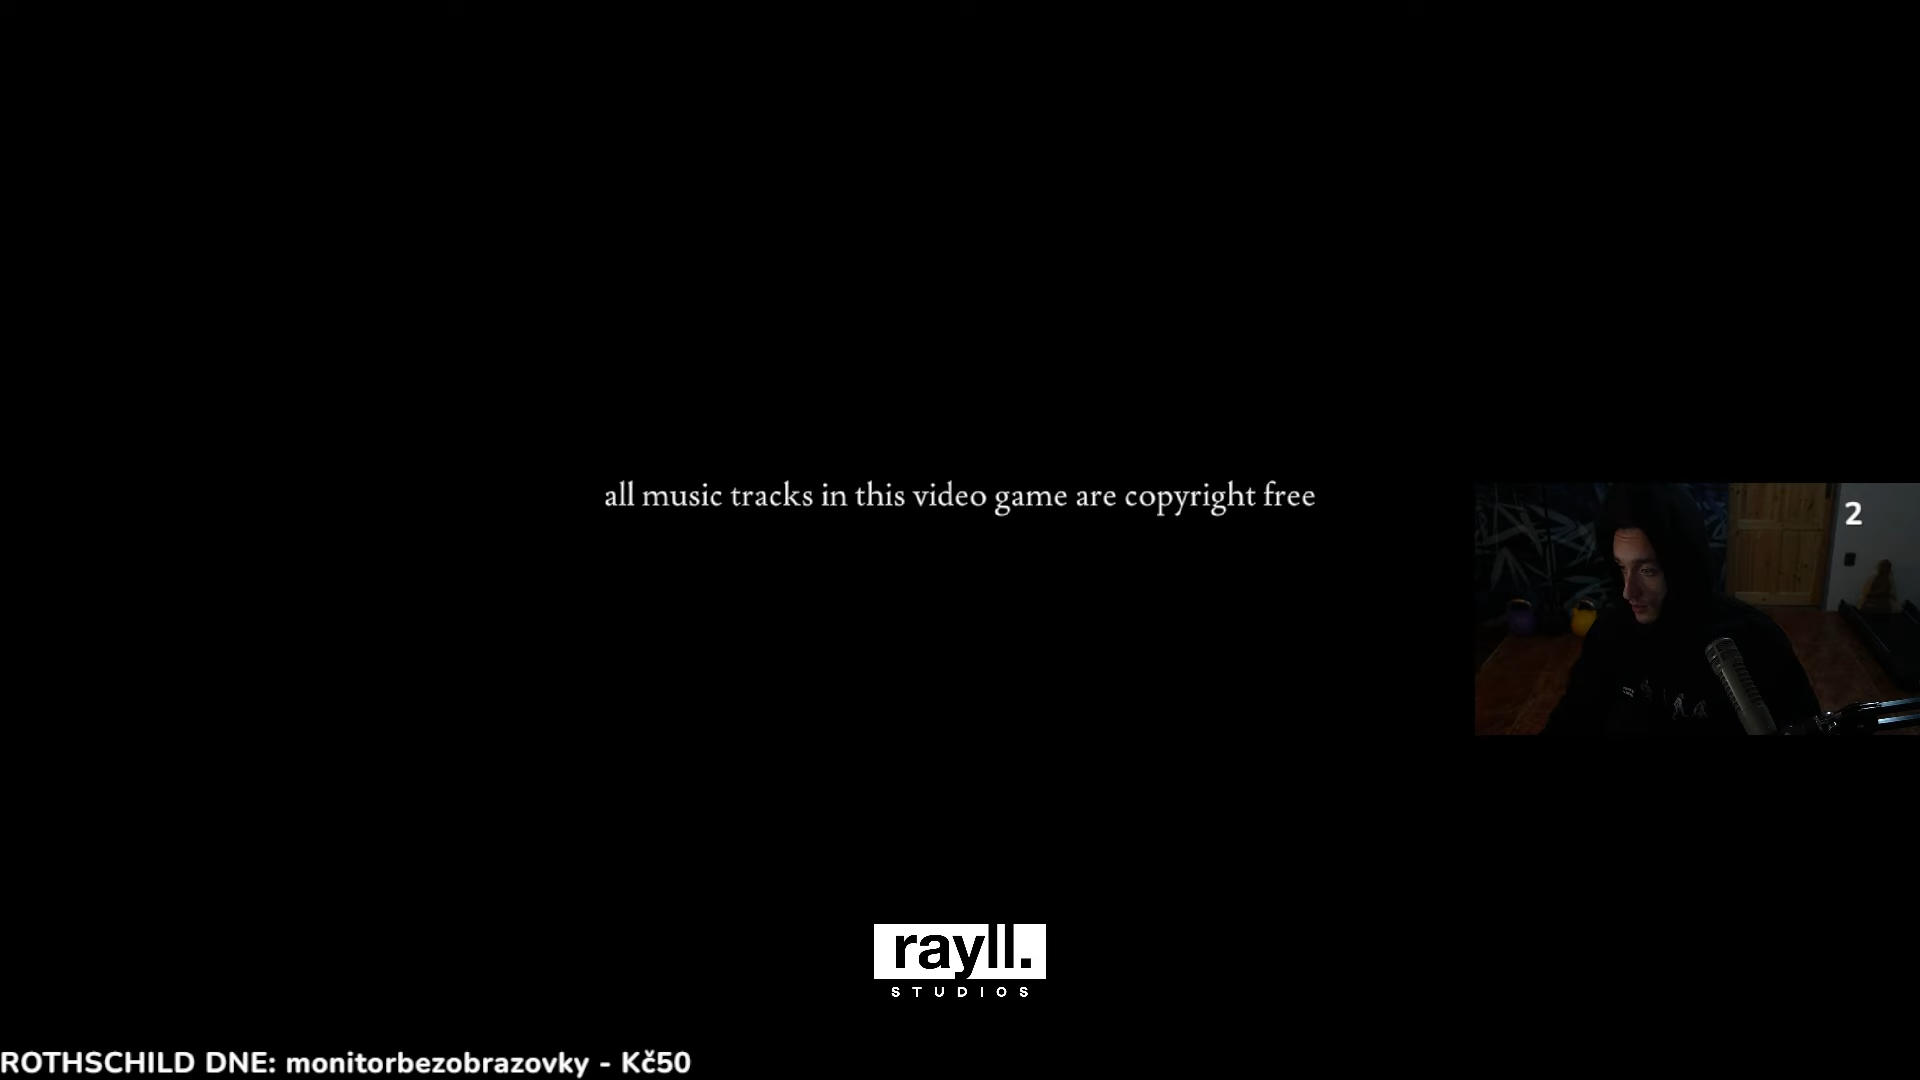 all music tracks in this video game are copyright free
2
rayll.
STUDIOS
ROTHSCHILD DNE: monitorbezobrazovky - Kč50